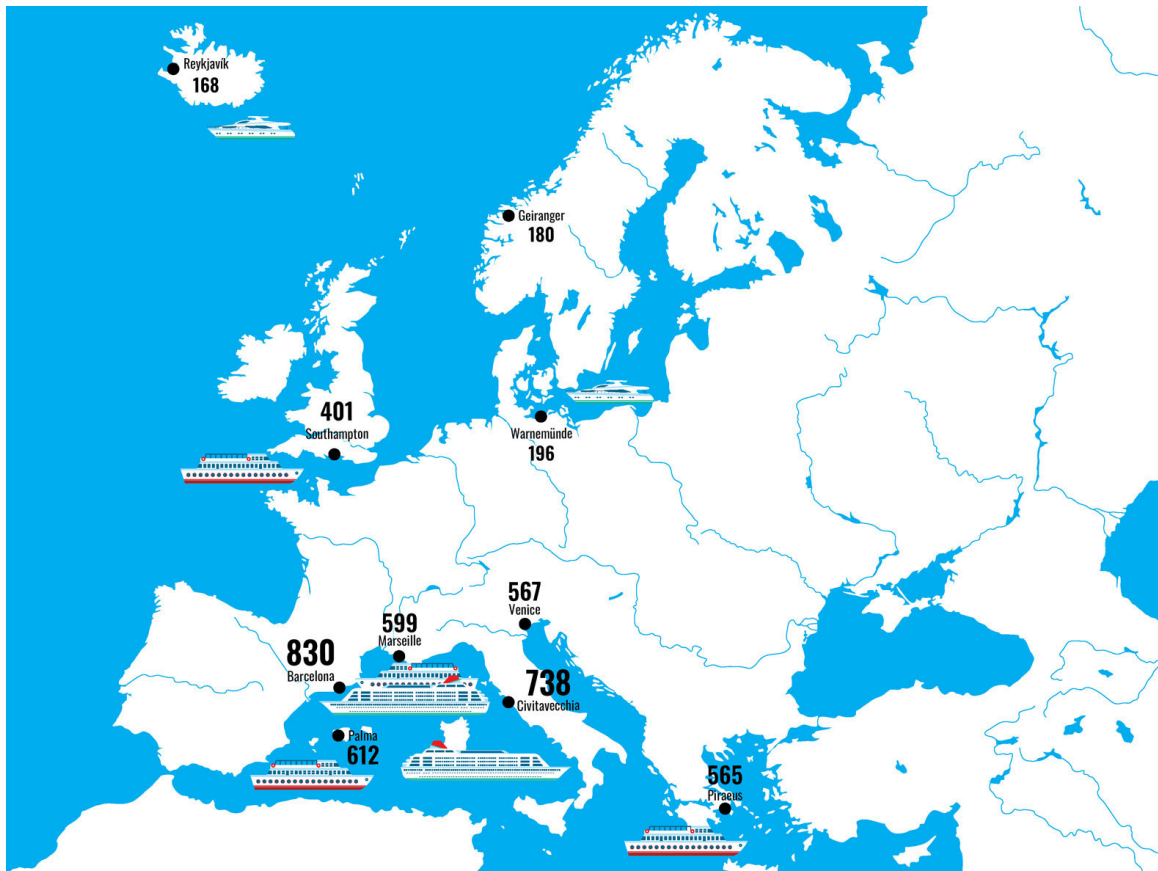 Reykjavík
168
Geiranger
180
401
Southampton
Warnemünde
196
567
Venice
599
Marseille
830
Barcelona
738
Civitavecchia
Palma
612
565
Piraeus